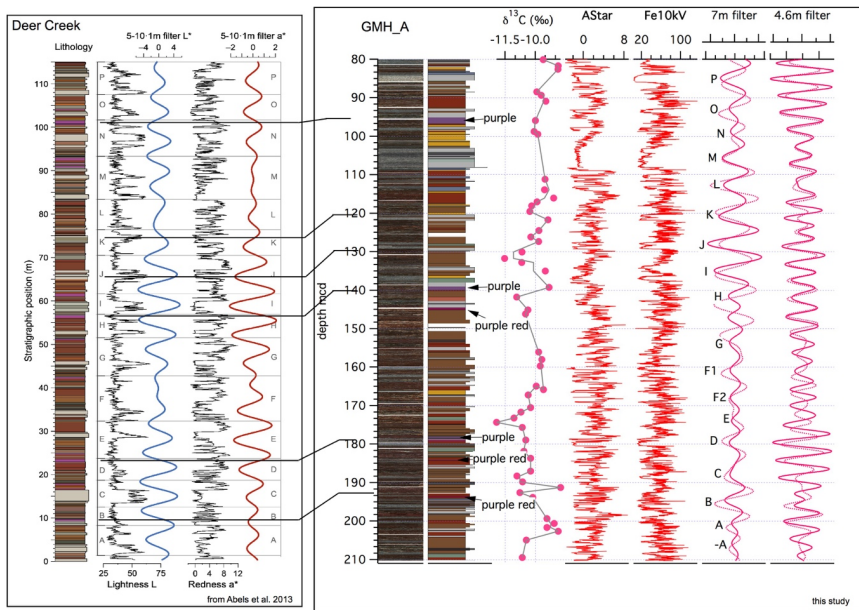 Deer Creek
5-10·1m filter L*
5-10·1m filter a*
-4 0 4
-2 0 2
Lithology
110
100
90
80
70
60
50
40
30
20
10
0
Stratigraphic position (m)
P
O
N
M
L
K
J
I
H
G
F
E
D
C
B
A
P
O
N
M
L
K
I
H
G
F
E
D
C
B
A
25 50 75
0 4 8 12
Lightness L
Redness a*
from Abels et al. 2013
GMH_A
δ13C (‰)
AStar
Fe10kV
7m filter
4.6m filter
-11.5 -10.0
0 8
20 100
80
90
100
110
120
130
140
150
160
170
180
190
200
210
depth mcd
purple
purple
purple red
purple
purple red
purple red
P
O
N
M
L
K
J
I
H
G
F1
F2
E
D
C
B
A
-A
this study